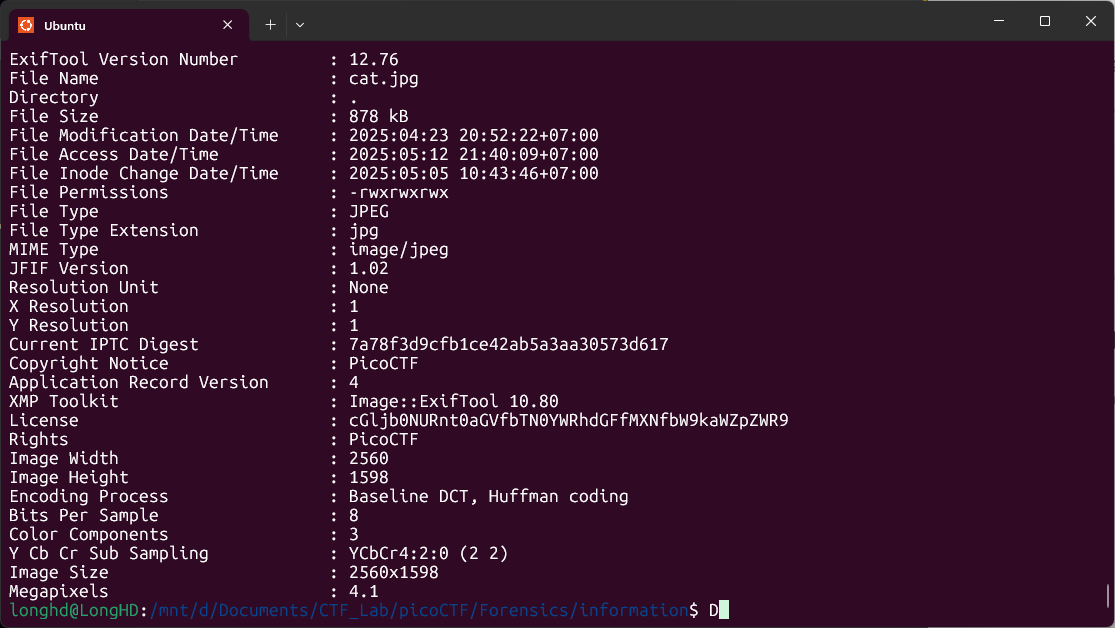 Ubuntu
ExifTool Version Number : 12.76
File Name : cat.jpg
Directory : .
File Size : 878 kB
File Modification Date/Time : 2025:04:23 20:52:22+07:00
File Access Date/Time : 2025:05:12 21:40:09+07:00
File Inode Change Date/Time : 2025:05:05 10:43:46+07:00
File Permissions : -rwxrwxrwx
File Type : JPEG
File Type Extension : jpg
MIME Type : image/jpeg
JFIF Version : 1.02
Resolution Unit : None
X Resolution : 1
Y Resolution : 1
Current IPTC Digest : 7a78f3d9cfb1ce42ab5a3aa30573d617
Copyright Notice : PicoCTF
Application Record Version : 4
XMP Toolkit : Image::ExifTool 10.80
License : cGljb0NURnt0aGVfbTN0YWRhdGFfMXNfbW9kaWZpZWR9
Rights : PicoCTF
Image Width : 2560
Image Height : 1598
Encoding Process : Baseline DCT, Huffman coding
Bits Per Sample : 8
Color Components : 3
Y Cb Cr Sub Sampling : YCbCr4:2:0 (2 2)
Image Size : 2560x1598
Megapixels : 4.1
longhd@LongHD:/mnt/d/Documents/CTF_Lab/picoCTF/Forensics/information$ D